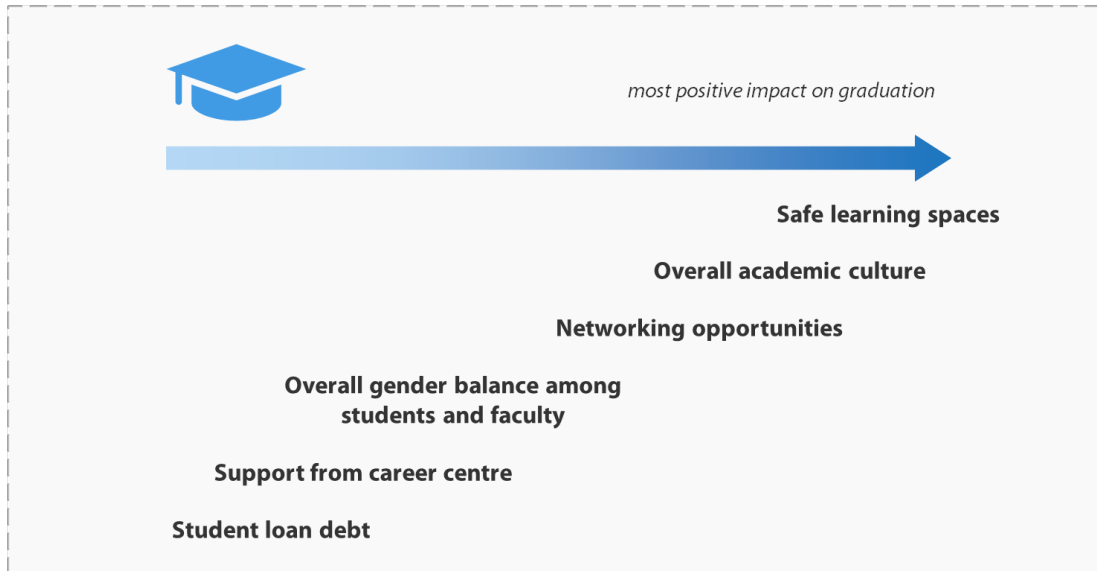 most positive impact on graduation
Safe learning spaces
Overall academic culture
Networking opportunities
Overall gender balance among
students and faculty
Support from career centre
Student loan debt